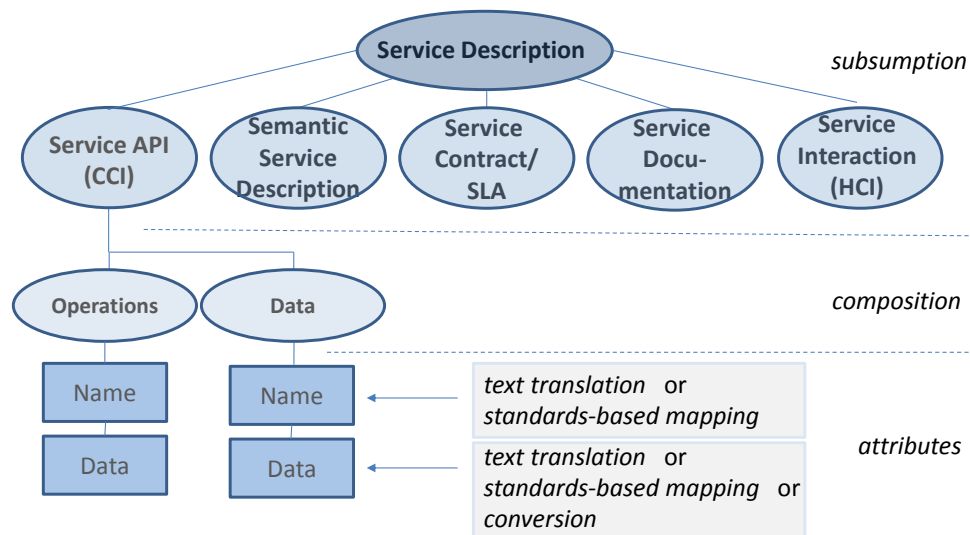 Service Description
subsumption
Service API
(CCI)
Semantic
Service
Description
Service
Contract/
SLA
Service
Docu-
mentation
Service
Interaction
(HCI)
Operations
Data
composition
Name
Name
text translation or
standards-based mapping
Data
Data
text translation or
standards-based mapping or
conversion
attributes